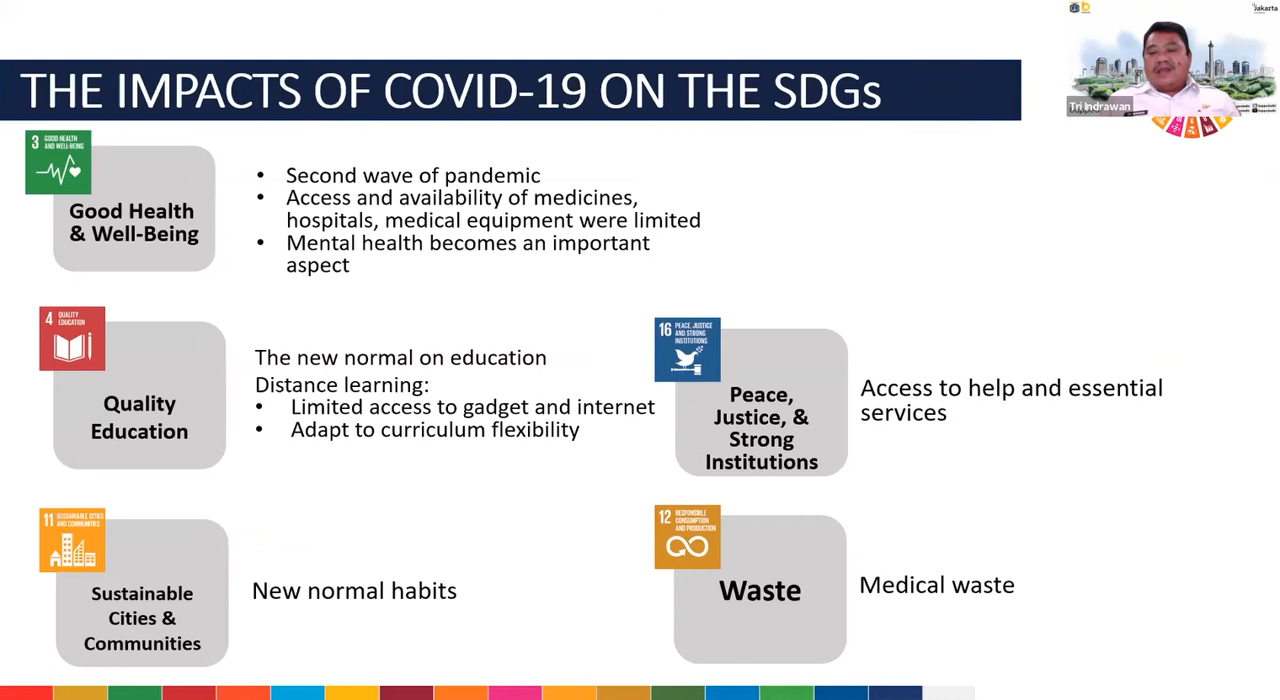 THE IMPACTS OF COVID-19 ON THE SDGs
Jakarta
Tri Indrawan
3 GOOD HEALTH
AND WELL-BEING
Good Health
& Well-Being
• Second wave of pandemic
• Access and availability of medicines,
hospitals, medical equipment were limited
• Mental health becomes an important
aspect
4 QUALITY
EDUCATION
Quality
Education
The new normal on education
Distance learning:
• Limited access to gadget and internet
• Adapt to curriculum flexibility
16 PEACE, JUSTICE
AND STRONG
INSTITUTIONS
Peace,
Justice, &
Strong
Institutions
Access to help and essential
services
11 SUSTAINABLE CITIES
AND COMMUNITIES
Sustainable
Cities &
Communities
New normal habits
12 RESPONSIBLE
CONSUMPTION
AND PRODUCTION
Waste
Medical waste